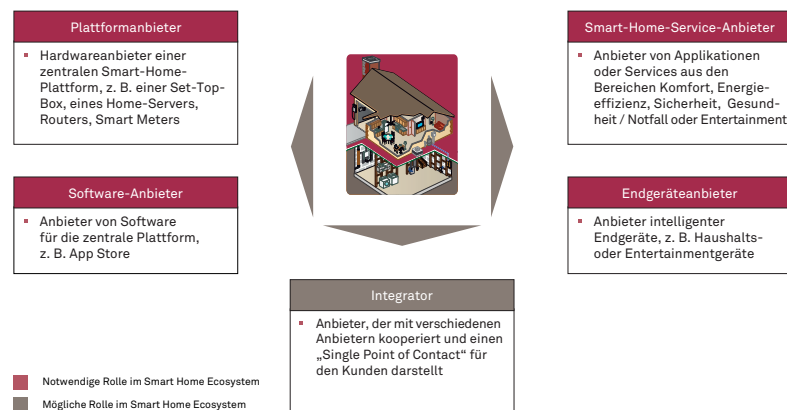 Plattformanbieter
Hardwareanbieter einer
zentralen Smart-Home-
Plattform, z. B. einer Set-Top-
Box, eines Home-Servers,
Routers, Smart Meters
Smart-Home-Service-Anbieter
Anbieter von Applikationen
oder Services aus den
Bereichen Komfort, Energie-
effizienz, Sicherheit, Gesund-
heit / Notfall oder Entertainment
Software-Anbieter
Anbieter von Software
für die zentrale Plattform,
z. B. App Store
Endgeräteanbieter
Anbieter intelligenter
Endgeräte, z. B. Haushalts-
oder Entertainmentgeräte
Integrator
Anbieter, der mit verschiedenen
Anbietern kooperiert und einen
„Single Point of Contact“ für
den Kunden darstellt
Notwendige Rolle im Smart Home Ecosystem
Mögliche Rolle im Smart Home Ecosystem